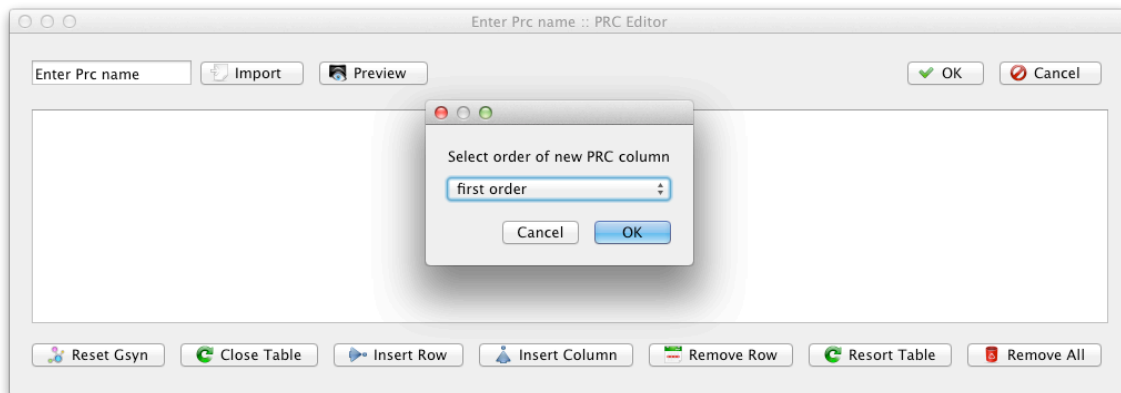 Enter Prc name :: PRC Editor
Enter Prc name Import Preview OK Cancel
Select order of new PRC column
first order
Cancel OK
Reset Gsyn Close Table Insert Row Insert Column Remove Row Resort Table Remove All